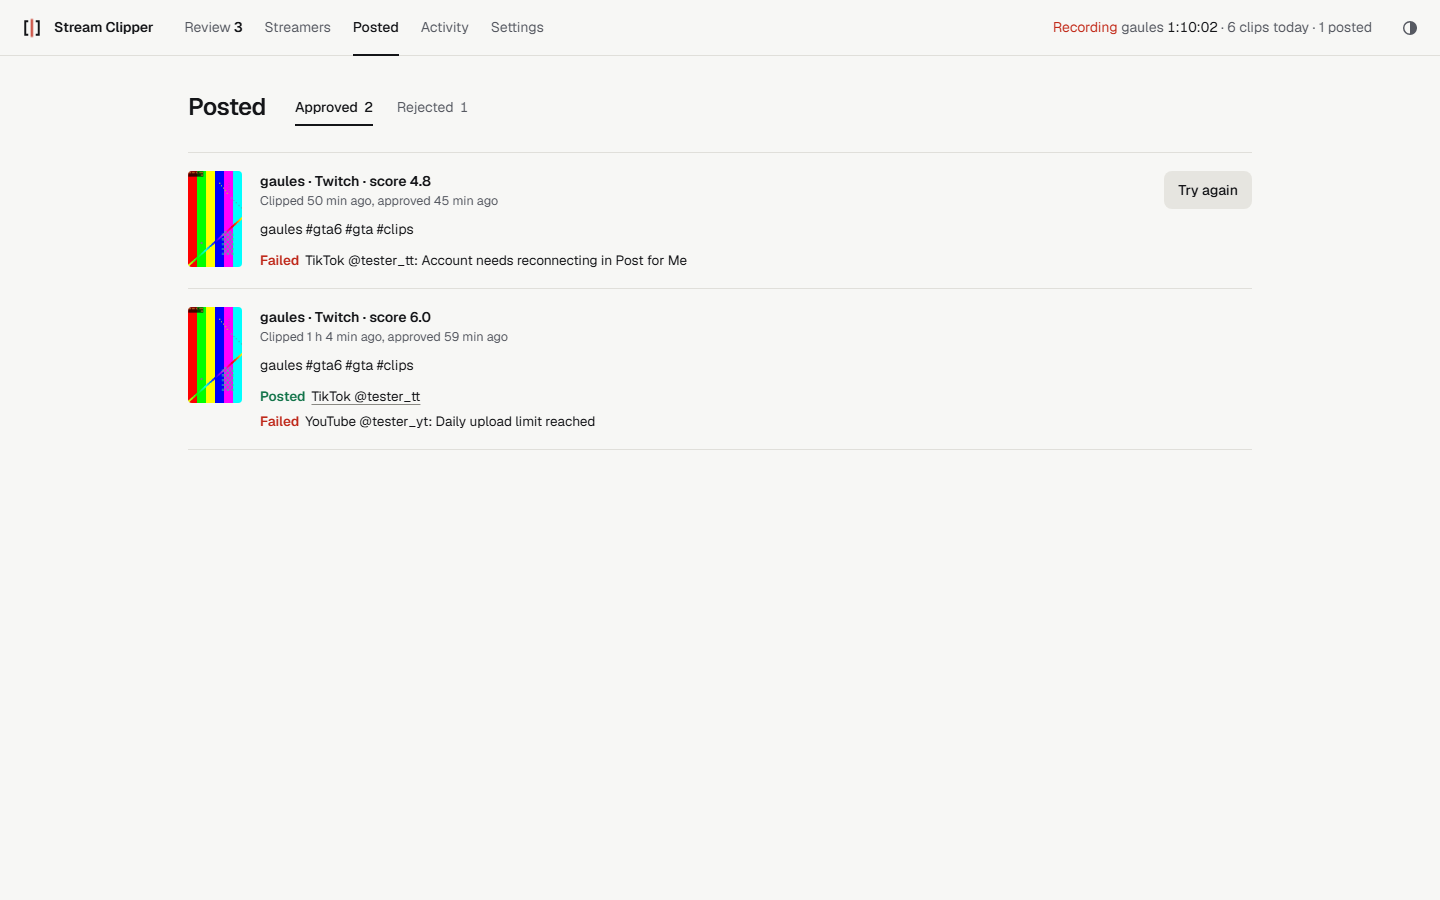 Stream Clipper Review 3 Streamers Posted Activity Settings Recording gaules 1:10:02 · 6 clips today · 1 posted
Posted Approved 2 Rejected 1
gaules · Twitch · score 4.8
Try again
Clipped 50 min ago, approved 45 min ago
gaules #gta6 #gta #clips
Failed TikTok @tester_tt: Account needs reconnecting in Post for Me
gaules · Twitch · score 6.0
Clipped 1 h 4 min ago, approved 59 min ago
gaules #gta6 #gta #clips
Posted TikTok @tester_tt
Failed YouTube @tester_yt: Daily upload limit reached